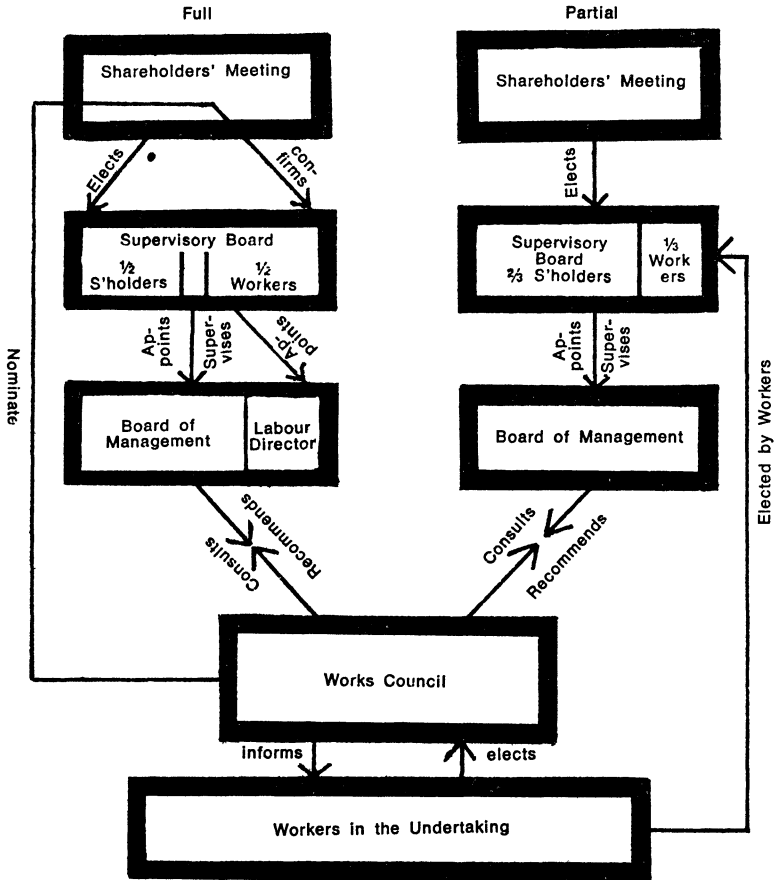 Full
Partial
Shareholders' Meeting
Shareholders' Meeting
Elects
con-
firms
Elects
Supervisory Board
½
S'holders
½
Workers
Supervisory
Board
⅔ S'holders
⅓
Work
ers
Ap-
points
Super-
vises
Ap-
points
Ap-
points
Super-
vises
Nominate
Board of
Management
Labour
Director
Board of Management
Elected by Workers
Recommends
Consults
Consults
Recommends
Works Council
informs
elects
Workers in the Undertaking